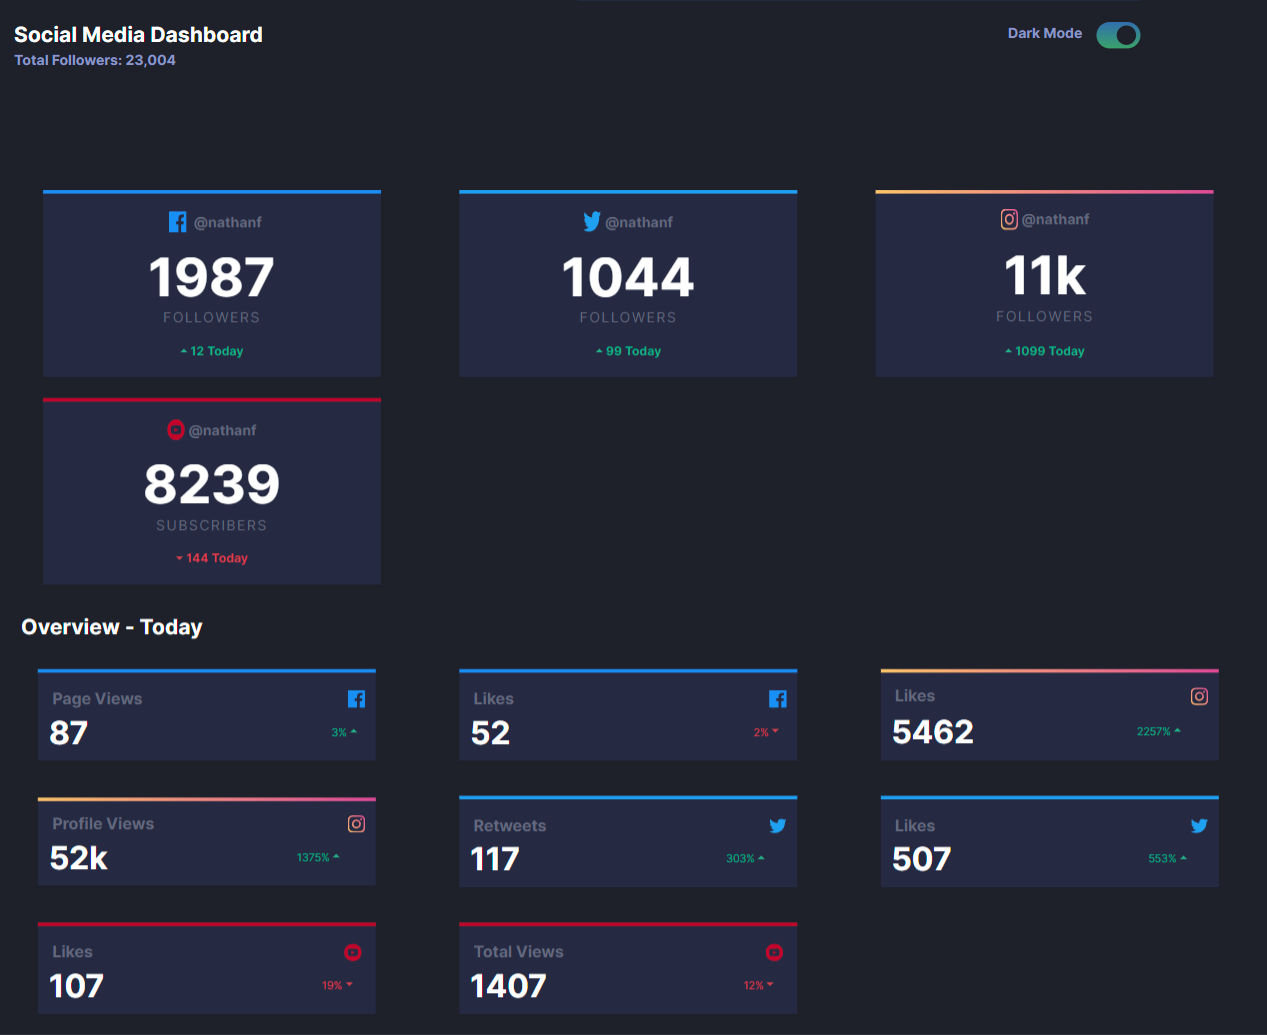 Social Media Dashboard
Dark Mode
Total Followers: 23,004
@nathanf
1987
FOLLOWERS
12 Today
@nathanf
1044
FOLLOWERS
99 Today
@nathanf
11k
FOLLOWERS
1099 Today
@nathanf
8239
SUBSCRIBERS
144 Today
Overview - Today
Page Views
87
3%
Likes
52
2%
Likes
5462
2257%
Profile Views
52k
1375%
Retweets
117
303%
Likes
507
553%
Likes
107
19%
Total Views
1407
12%